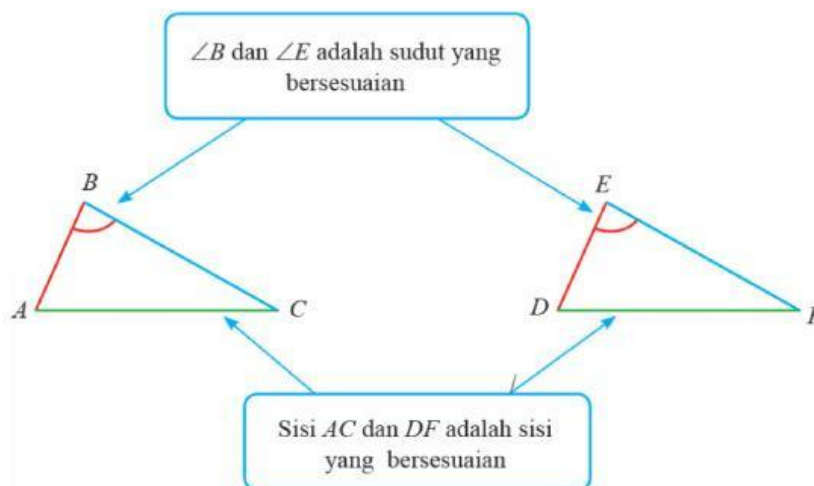 ∠B dan ∠E adalah sudut yang
bersesuaian
B
E
A
C
D
Sisi AC dan DF adalah sisi
yang bersesuaian